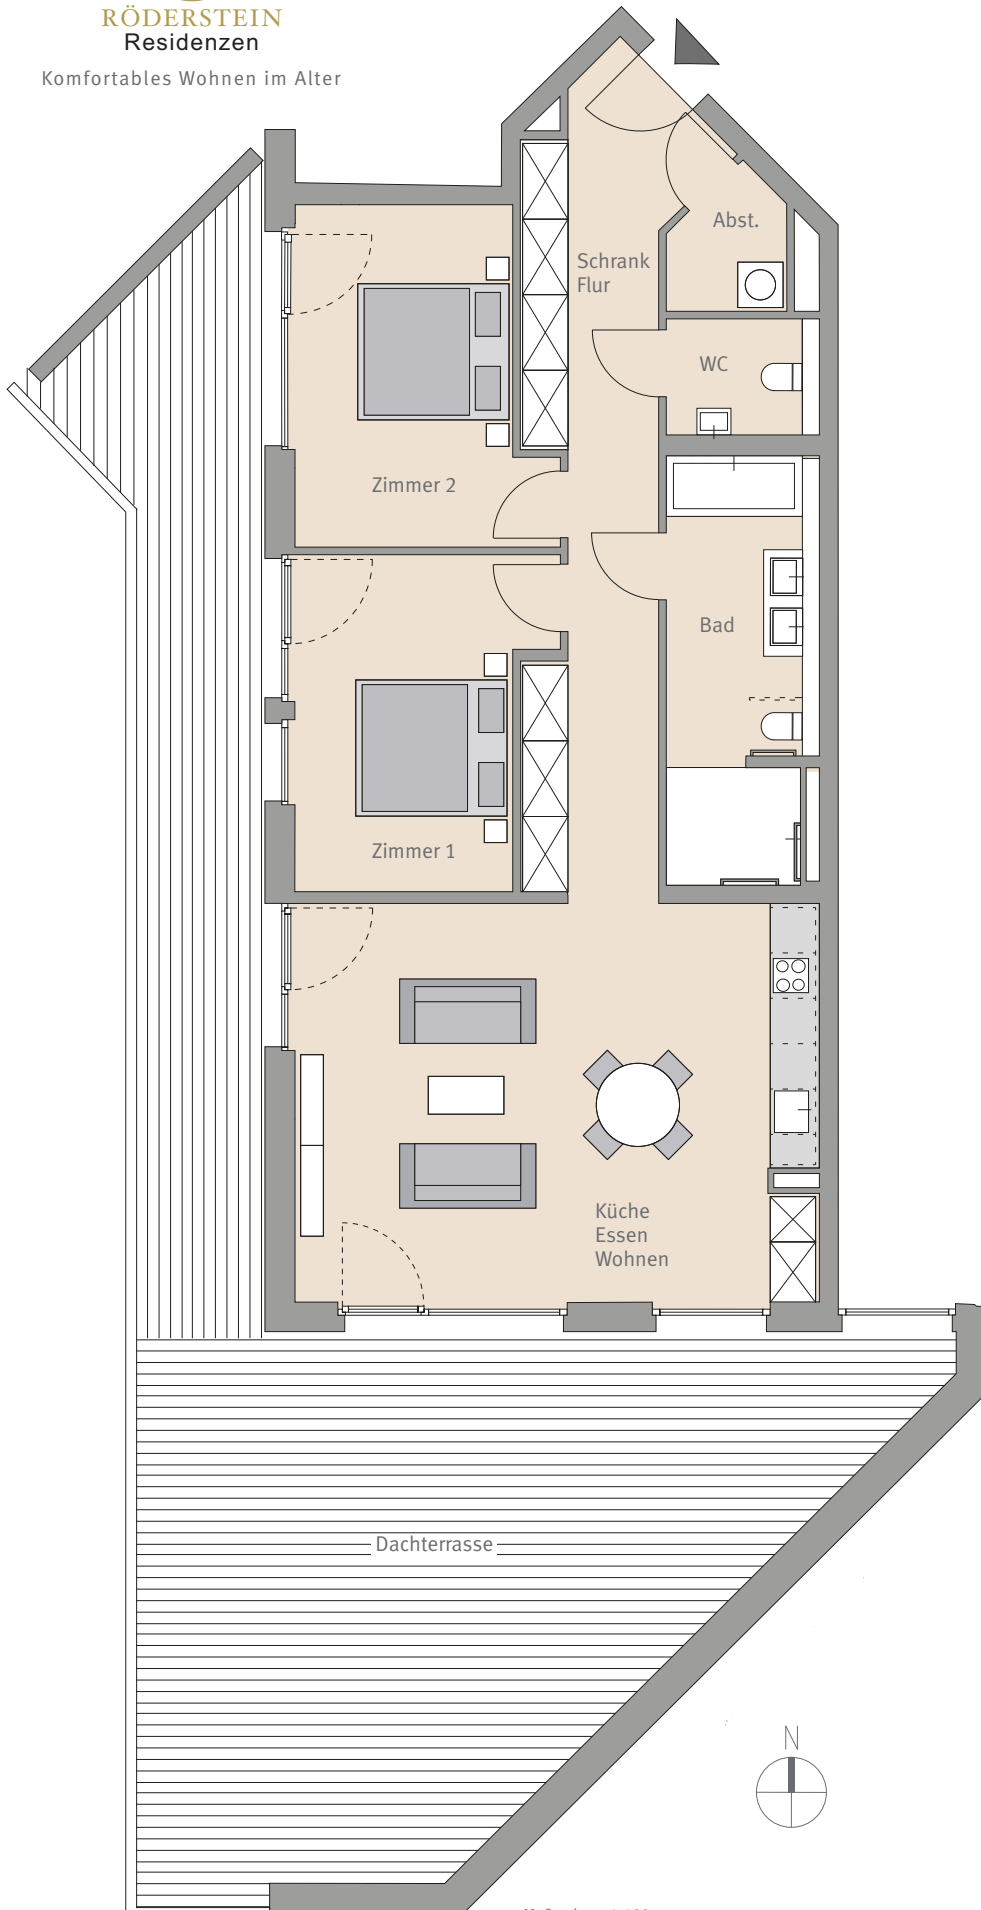 RÖDERSTEIN
Residenzen
Komfortables Wohnen im Alter
Abst.
Schrank
Flur
WC
Zimmer 2
Bad
Zimmer 1
Küche
Essen
Wohnen
Dachterrasse
N